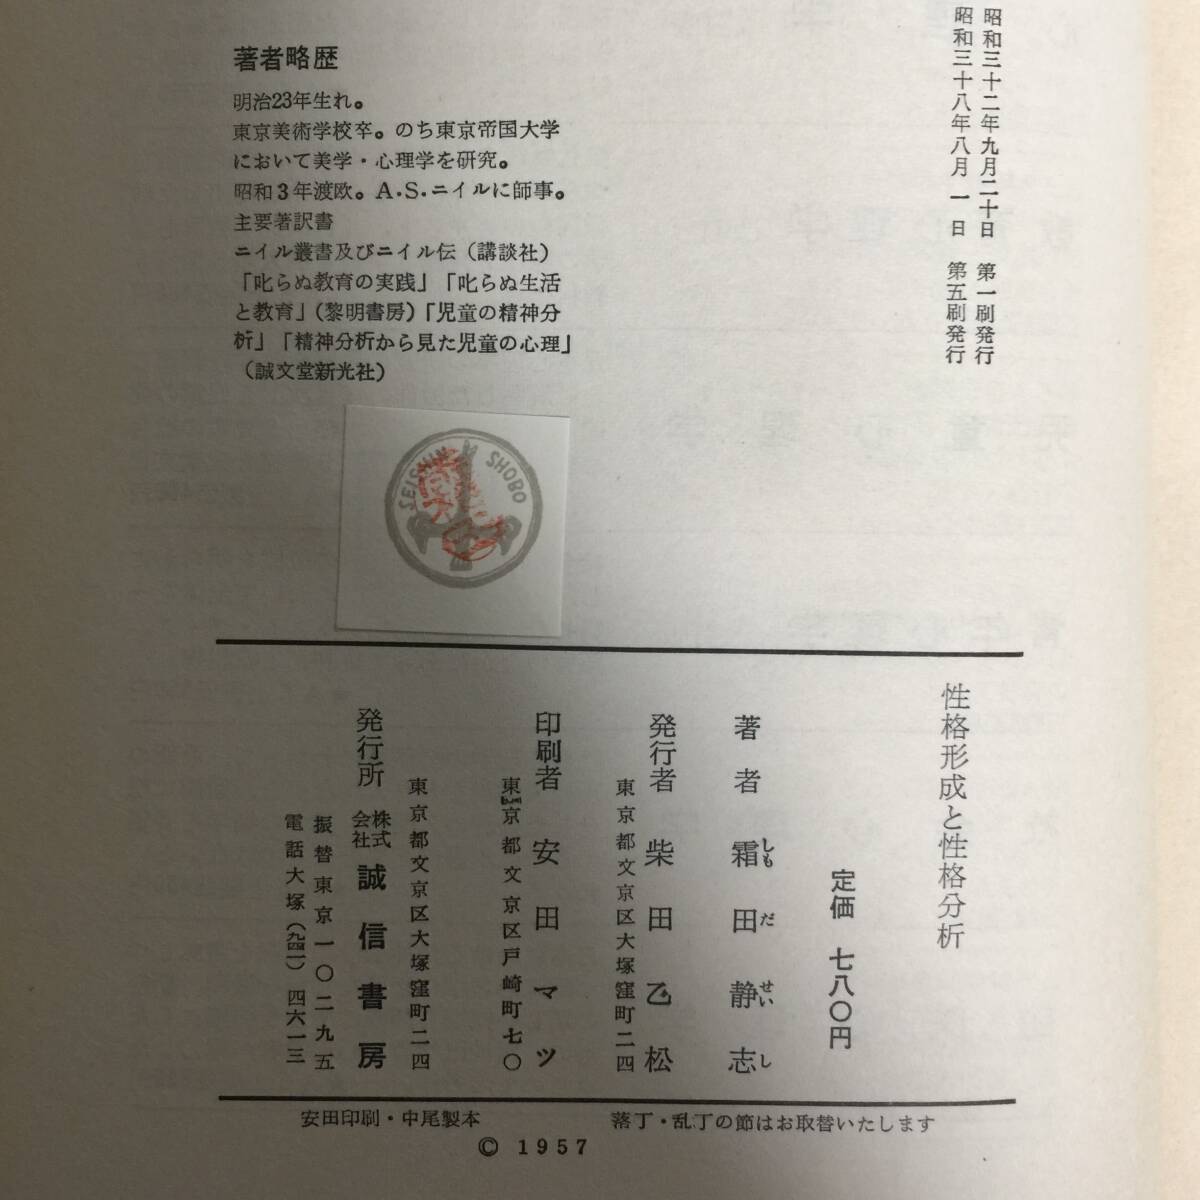 昭和三十二年九月二十日　第一刷発行
昭和三十八年八月　一　日　第五刷発行
著者略歴
明治23年生れ。
東京美術学校卒。のち東京帝国大学
において美学・心理学を研究。
昭和3年渡欧。A・S・ニイルに師事。
主要著訳書
ニイル叢書及びニイル伝（講談社）
「叱らぬ教育の実践」「叱らぬ生活
と教育」（黎明書房）「児童の精神分
析」「精神分析から見た児童の心理」
（誠文堂新光社）
SEISHIN SHOBO
性格形成と性格分析
定価　七八〇円
著者　霜田静志
しもだせいし
発行者　柴田乙松
東京都文京区大塚窪町二四
印刷者　安田マツ
東京都文京区戸崎町七〇
東京都文京区大塚窪町二四
発行所　株式会社　誠信書房
振替東京一〇二九五
電話大塚（九四一）四六一三
安田印刷・中尾製本
落丁・乱丁の節はお取替いたします
© 1957